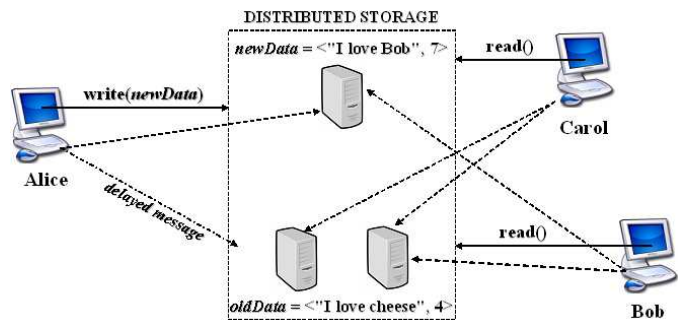 DISTRIBUTED STORAGE
newData = <"I love Bob", 7>
read()
write(newData)
Carol
Alice
delayed message
read()
oldData = <"I love cheese", 4>
Bob